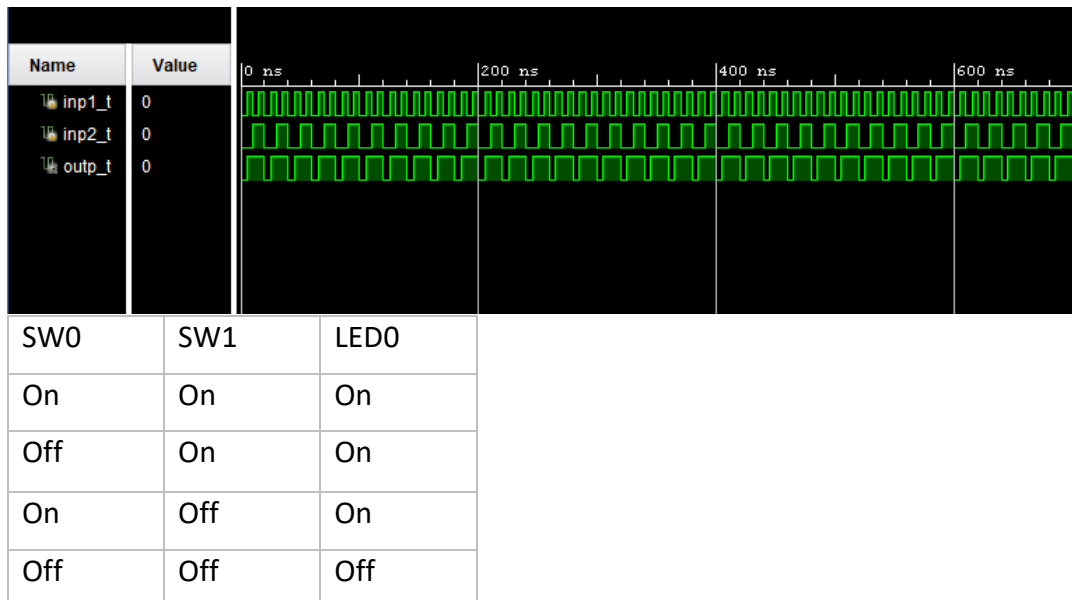 Name Value 0 ns 200 ns 400 ns 600 ns
inp1_t 0
inp2_t 0
outp_t 0
SW0 SW1 LED0
On On On
Off On On
On Off On
Off Off Off